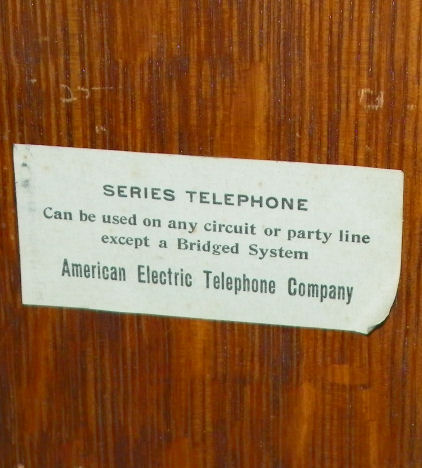 SERIES TELEPHONE
Can be used on any circuit or party line
except a Bridged System
American Electric Telephone Company